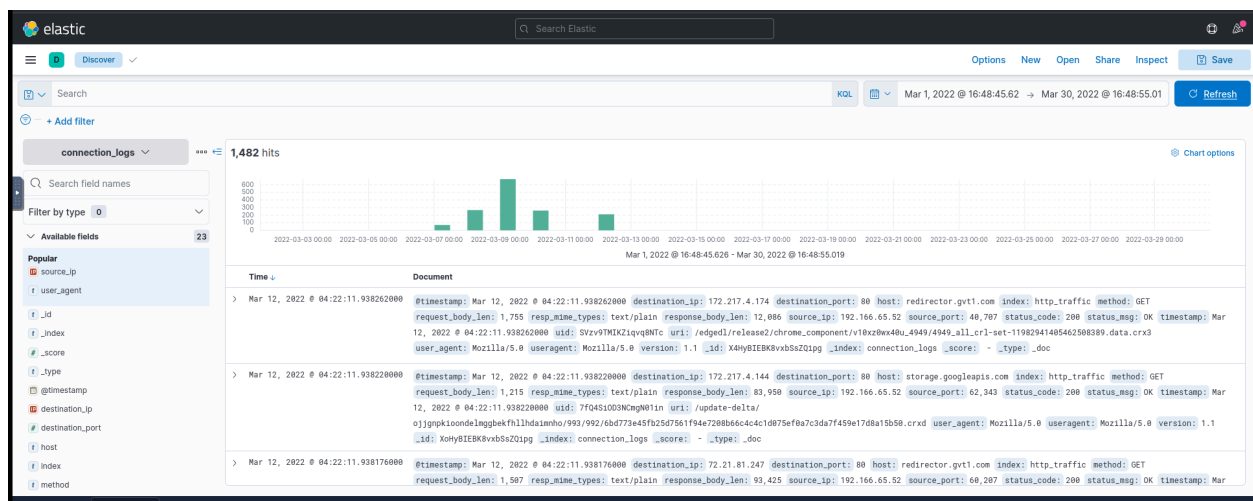 elastic
Search Elastic
D Discover
Options New Open Share Inspect Save
Search
KQL
Mar 1, 2022 @ 16:48:45.62 → Mar 30, 2022 @ 16:48:55.01
Refresh
+ Add filter
connection_logs
1,482 hits
Chart options
Search field names
Filter by type 0
Available fields 23
Popular
IP source_ip
t user_agent
t _id
t _index
# _score
t _type
@timestamp
IP destination_ip
# destination_port
t host
t index
t method
600
500
400
300
200
100
0
2022-03-03 00:00 2022-03-05 00:00 2022-03-07 00:00 2022-03-09 00:00 2022-03-11 00:00 2022-03-13 00:00 2022-03-15 00:00 2022-03-17 00:00 2022-03-19 00:00 2022-03-21 00:00 2022-03-23 00:00 2022-03-25 00:00 2022-03-27 00:00 2022-03-29 00:00
Mar 1, 2022 @ 16:48:45.626 - Mar 30, 2022 @ 16:48:55.019
Time ↓ Document
Mar 12, 2022 @ 04:22:11.938262000 @timestamp: Mar 12, 2022 @ 04:22:11.938262000 destination_ip: 172.217.4.174 destination_port: 80 host: redirector.gvt1.com index: http_traffic method: GET
request_body_len: 1,755 resp_mime_types: text/plain response_body_len: 12,086 source_ip: 192.166.65.52 source_port: 40,707 status_code: 200 status_msg: OK timestamp: Mar
12, 2022 @ 04:22:11.938262000 uid: SVzv9TMIKZiqvq8NTc uri: /edgedl/release2/chrome_component/v10xz0wx40u_4949/4949_all_crl-set-11982941405462508389.data.crx3
user_agent: Mozilla/5.0 useragent: Mozilla/5.0 version: 1.1 _id: X4HyBIEBK8vxbSsZQipg _index: connection_logs _score: - _type: _doc
Mar 12, 2022 @ 04:22:11.938220000 @timestamp: Mar 12, 2022 @ 04:22:11.938220000 destination_ip: 172.217.4.144 destination_port: 80 host: storage.googleapis.com index: http_traffic method: GET
request_body_len: 1,215 resp_mime_types: text/plain response_body_len: 83,950 source_ip: 192.166.65.52 source_port: 62,343 status_code: 200 status_msg: OK timestamp: Mar
12, 2022 @ 04:22:11.938220000 uid: 7fQ4SiOD3NCmgN01in uri: /update-delta/
ojjgnpkioondelmggbekfhllhdaimnho/993/992/6bd773e45fb25d7561f94e7208b66c4c4c1d075ef0a7c3da7f459e17d8a15b50.crxd user_agent: Mozilla/5.0 useragent: Mozilla/5.0 version: 1.1
_id: XoHyBIEBK8vxbSsZQipg _index: connection_logs _score: - _type: _doc
Mar 12, 2022 @ 04:22:11.938176000 @timestamp: Mar 12, 2022 @ 04:22:11.938176000 destination_ip: 72.21.81.247 destination_port: 80 host: redirector.gvt1.com index: http_traffic method: GET
request_body_len: 1,507 resp_mime_types: text/plain response_body_len: 93,425 source_ip: 192.166.65.52 source_port: 60,207 status_code: 200 status_msg: OK timestamp: Mar